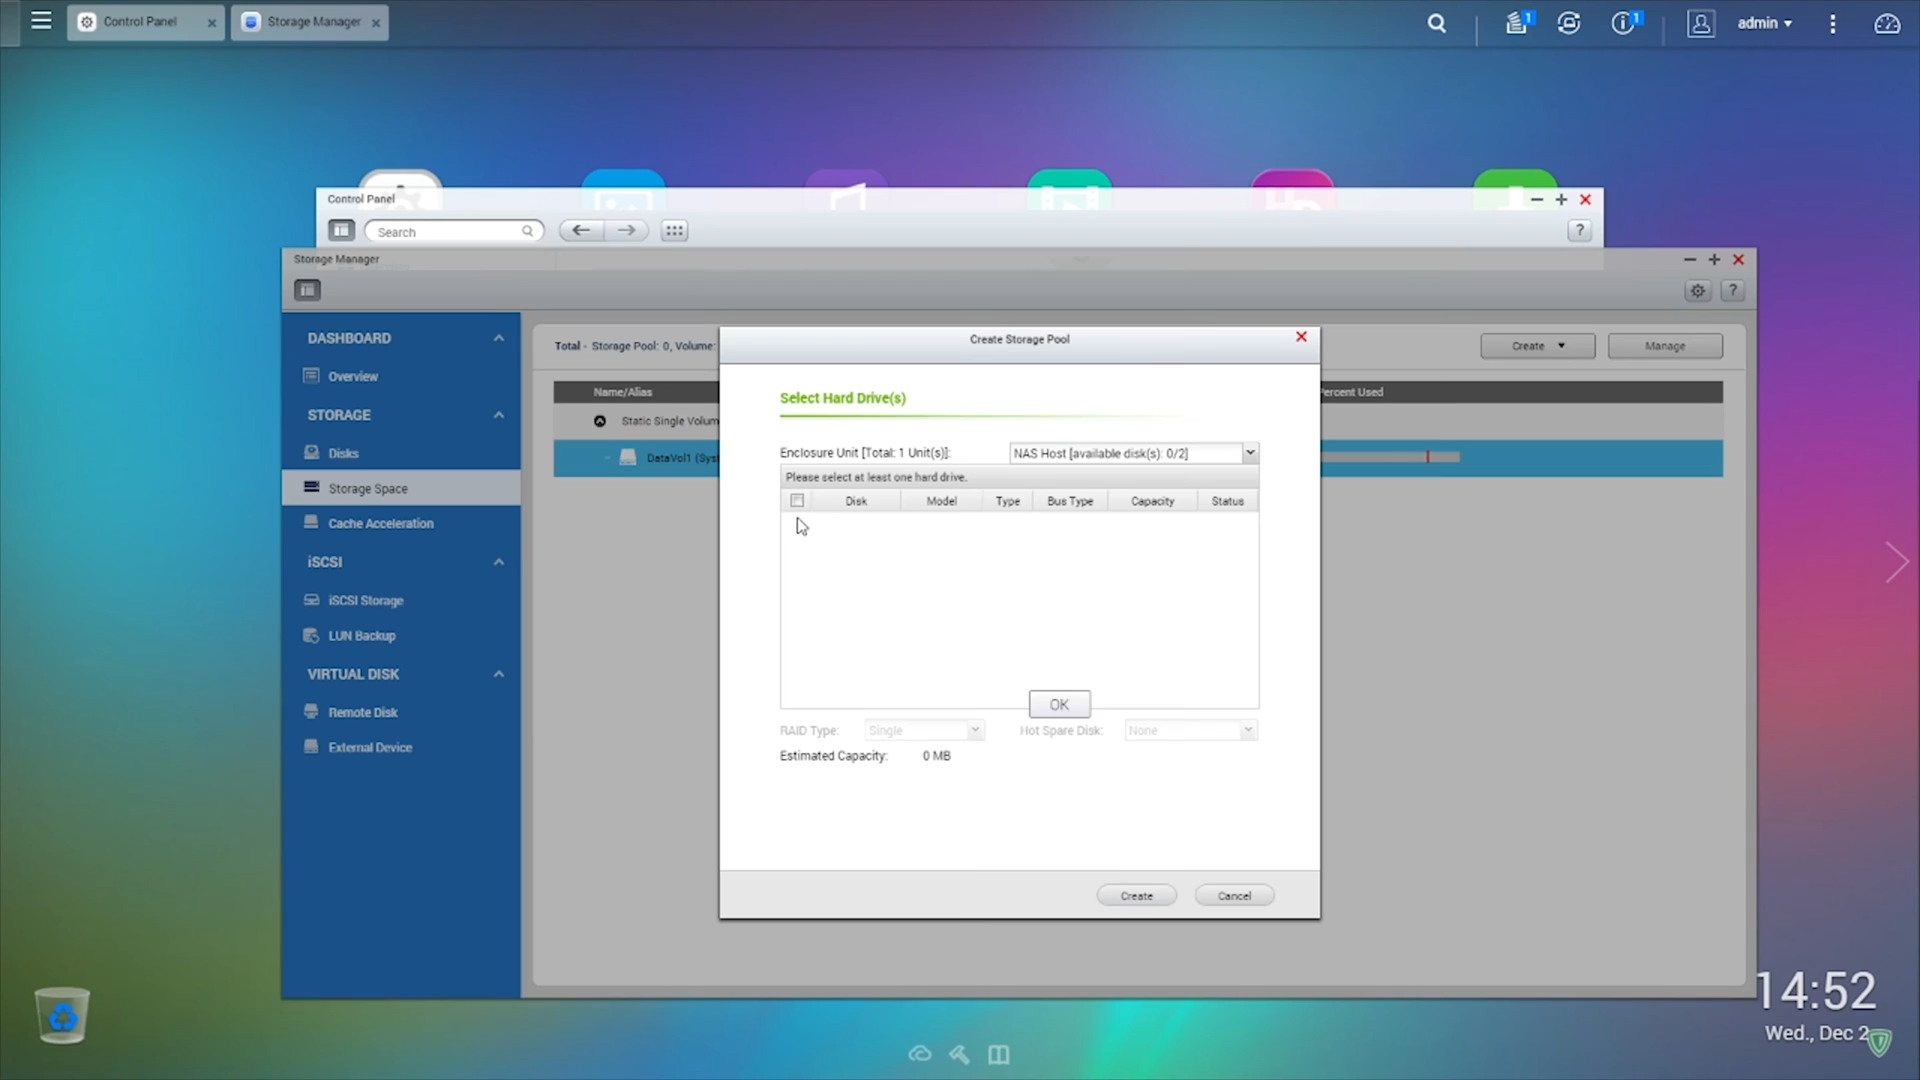 Control Panel
Storage Manager
1
1
admin
Control Panel
Search
?
Storage Manager
?
DASHBOARD
Overview
STORAGE
Disks
Storage Space
Cache Acceleration
iSCSI
iSCSI Storage
LUN Backup
VIRTUAL DISK
Remote Disk
External Device
Total - Storage Pool: 0, Volume:
Create
Manage
Name/Alias
Percent Used
Static Single Volum
DataVol1 (Syst
Create Storage Pool
Select Hard Drive(s)
Enclosure Unit [Total: 1 Unit(s)]:
NAS Host [available disk(s): 0/2]
Please select at least one hard drive.
Disk Model Type Bus Type Capacity Status
OK
RAID Type: Single Hot Spare Disk: None
Estimated Capacity: 0 MB
Create Cancel
14:52
Wed., Dec 2